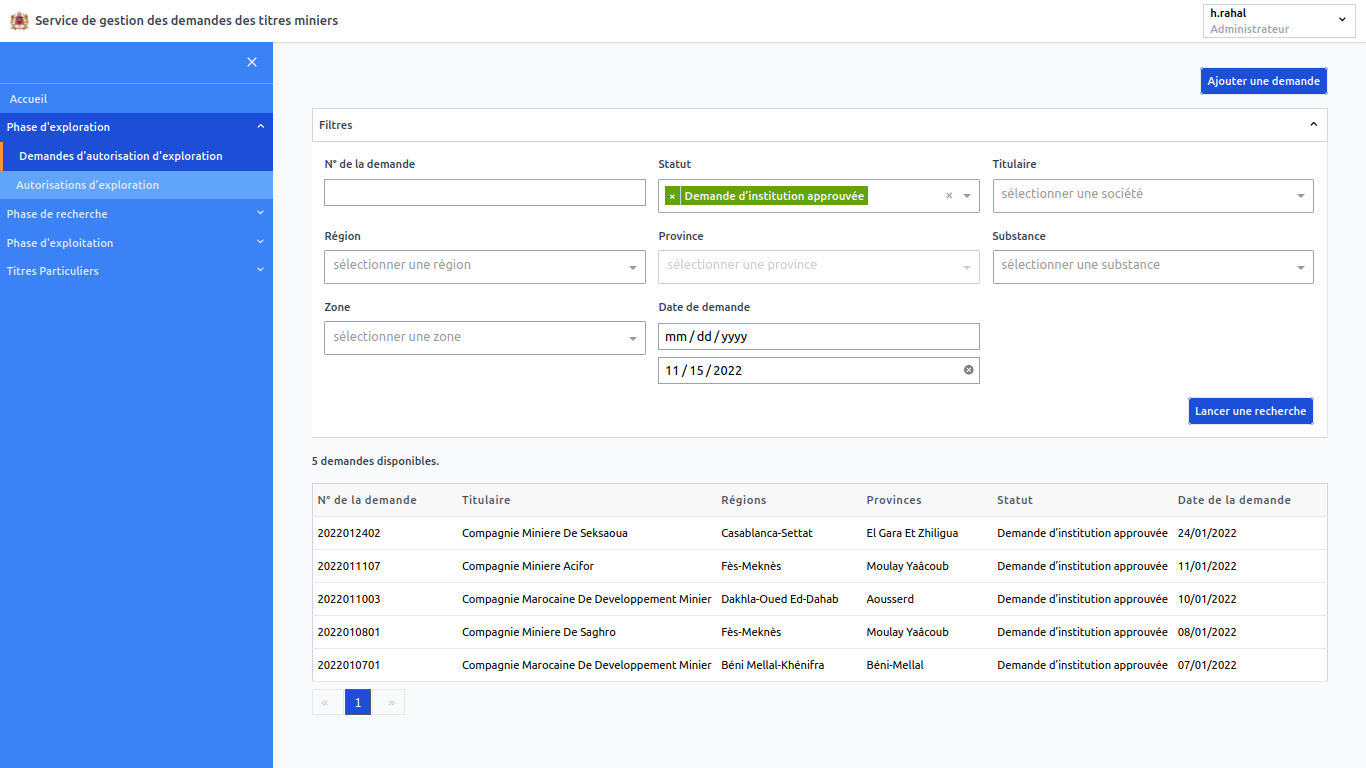 Service de gestion des demandes des titres miniers
h.rahal
Administrateur
Accueil
Phase d'exploration
Demandes d'autorisation d'exploration
Autorisations d'exploration
Phase de recherche
Phase d'exploitation
Titres Particuliers
Ajouter une demande
Filtres
N° de la demande
Statut
Titulaire
× Demande d'institution approuvée ×
sélectionner une société
Région
Province
Substance
sélectionner une région
sélectionner une province
sélectionner une substance
Zone
Date de demande
sélectionner une zone
mm / dd / yyyy
11 / 15 / 2022
Lancer une recherche
5 demandes disponibles.
N° de la demande Titulaire Régions Provinces Statut Date de la demande
2022012402 Compagnie Miniere De Seksaoua Casablanca-Settat El Gara Et Zhiligua Demande d'institution approuvée 24/01/2022
2022011107 Compagnie Miniere Acifor Fès-Meknès Moulay Yaâcoub Demande d'institution approuvée 11/01/2022
2022011003 Compagnie Marocaine De Developpement Minier Dakhla-Oued Ed-Dahab Aousserd Demande d'institution approuvée 10/01/2022
2022010801 Compagnie Miniere De Saghro Fès-Meknès Moulay Yaâcoub Demande d'institution approuvée 08/01/2022
2022010701 Compagnie Marocaine De Developpement Minier Béni Mellal-Khénifra Béni-Mellal Demande d'institution approuvée 07/01/2022
« 1 »